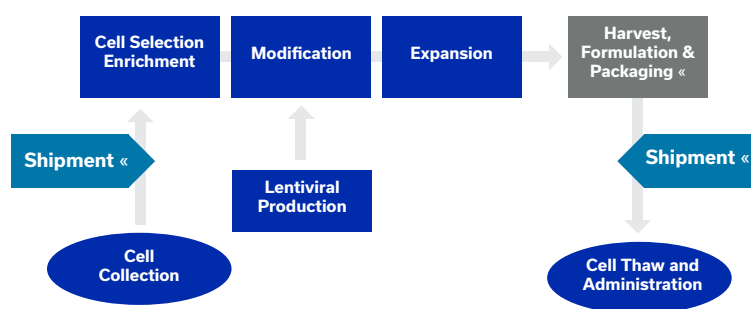 Cell Selection
Enrichment
Modification
Expansion
Harvest,
Formulation &
Packaging «
Shipment «
Shipment «
Lentiviral
Production
Cell
Collection
Cell Thaw and
Administration